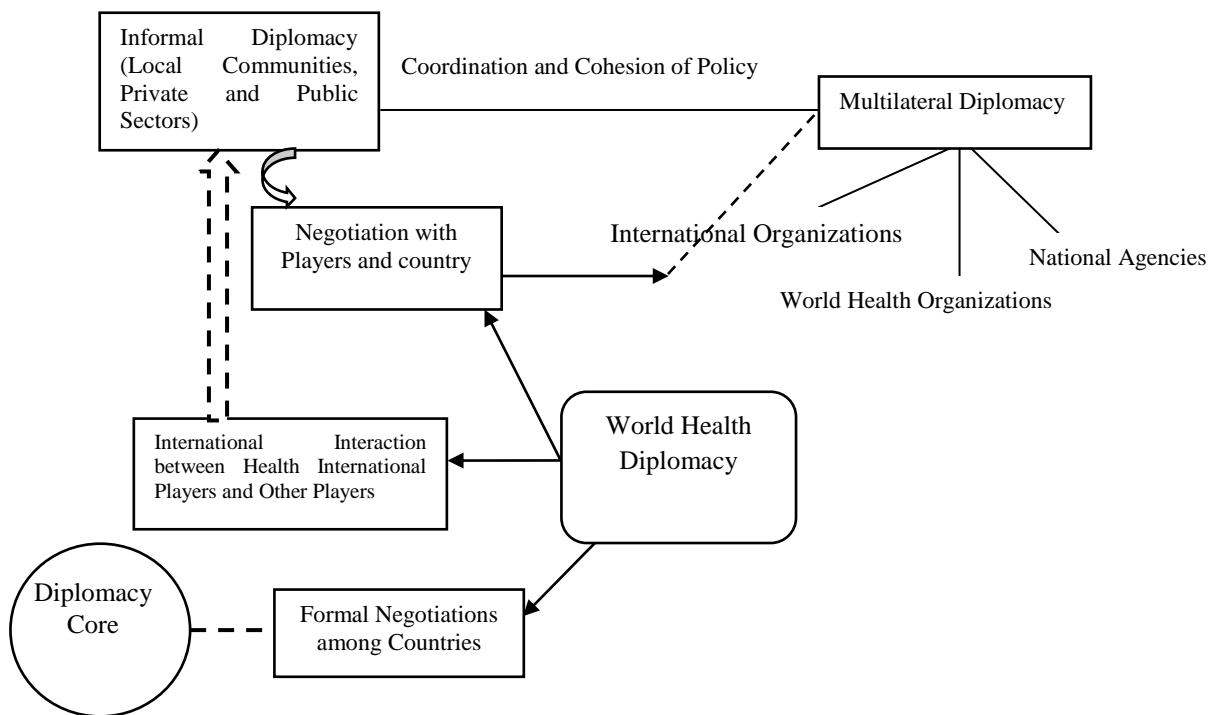 Informal Diplomacy
(Local Communities,
Private and Public
Sectors)
Coordination and Cohesion of Policy
Multilateral Diplomacy
Negotiation with
Players and country
International Organizations
National Agencies
World Health Organizations
International Interaction
between Health International
Players and Other Players
World Health
Diplomacy
Diplomacy
Core
Formal Negotiations
among Countries